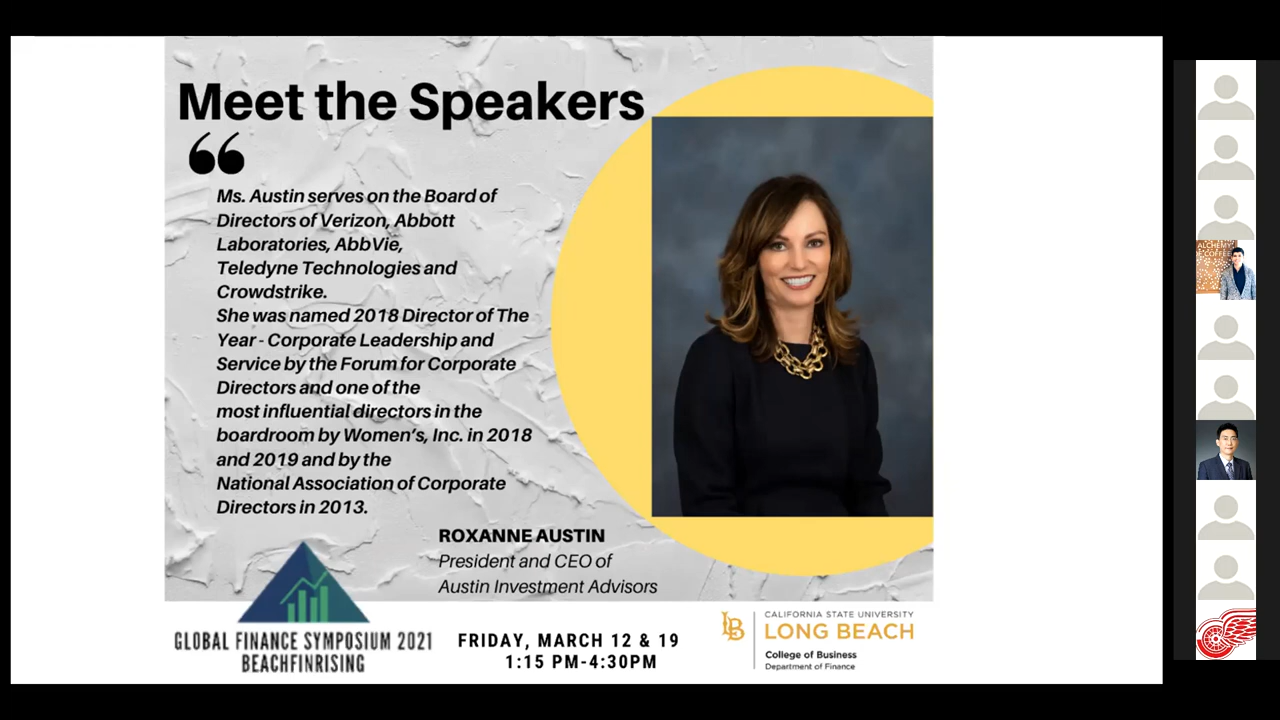 Meet the Speakers
Ms. Austin serves on the Board of
Directors of Verizon, Abbott
Laboratories, AbbVie,
Teledyne Technologies and
Crowdstrike.
She was named 2018 Director of The
Year - Corporate Leadership and
Service by the Forum for Corporate
Directors and one of the
most influential directors in the
boardroom by Women's, Inc. in 2018
and 2019 and by the
National Association of Corporate
Directors in 2013.
ROXANNE AUSTIN
President and CEO of
Austin Investment Advisors
GLOBAL FINANCE SYMPOSIUM 2021
BEACHFINRISING
FRIDAY, MARCH 12 & 19
1:15 PM-4:30PM
LB
CALIFORNIA STATE UNIVERSITY
LONG BEACH
College of Business
Department of Finance
ALCHEMY
OF COFFEE